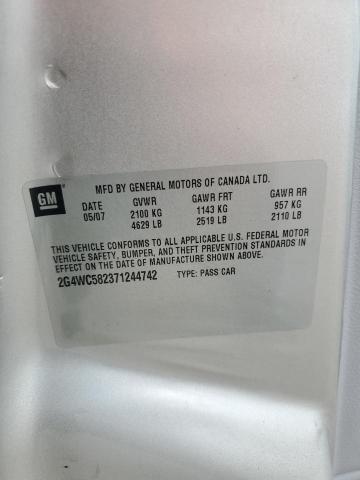 GM
MFD BY GENERAL MOTORS OF CANADA LTD.
DATE GVWR GAWR FRT GAWR RR
05/07 2100 KG 1143 KG 957 KG
4629 LB 2519 LB 2110 LB
THIS VEHICLE CONFORMS TO ALL APPLICABLE U.S. FEDERAL MOTOR
VEHICLE SAFETY, BUMPER, AND THEFT PREVENTION STANDARDS IN
EFFECT ON THE DATE OF MANUFACTURE SHOWN ABOVE.
2G4WC582371244742 TYPE: PASS CAR